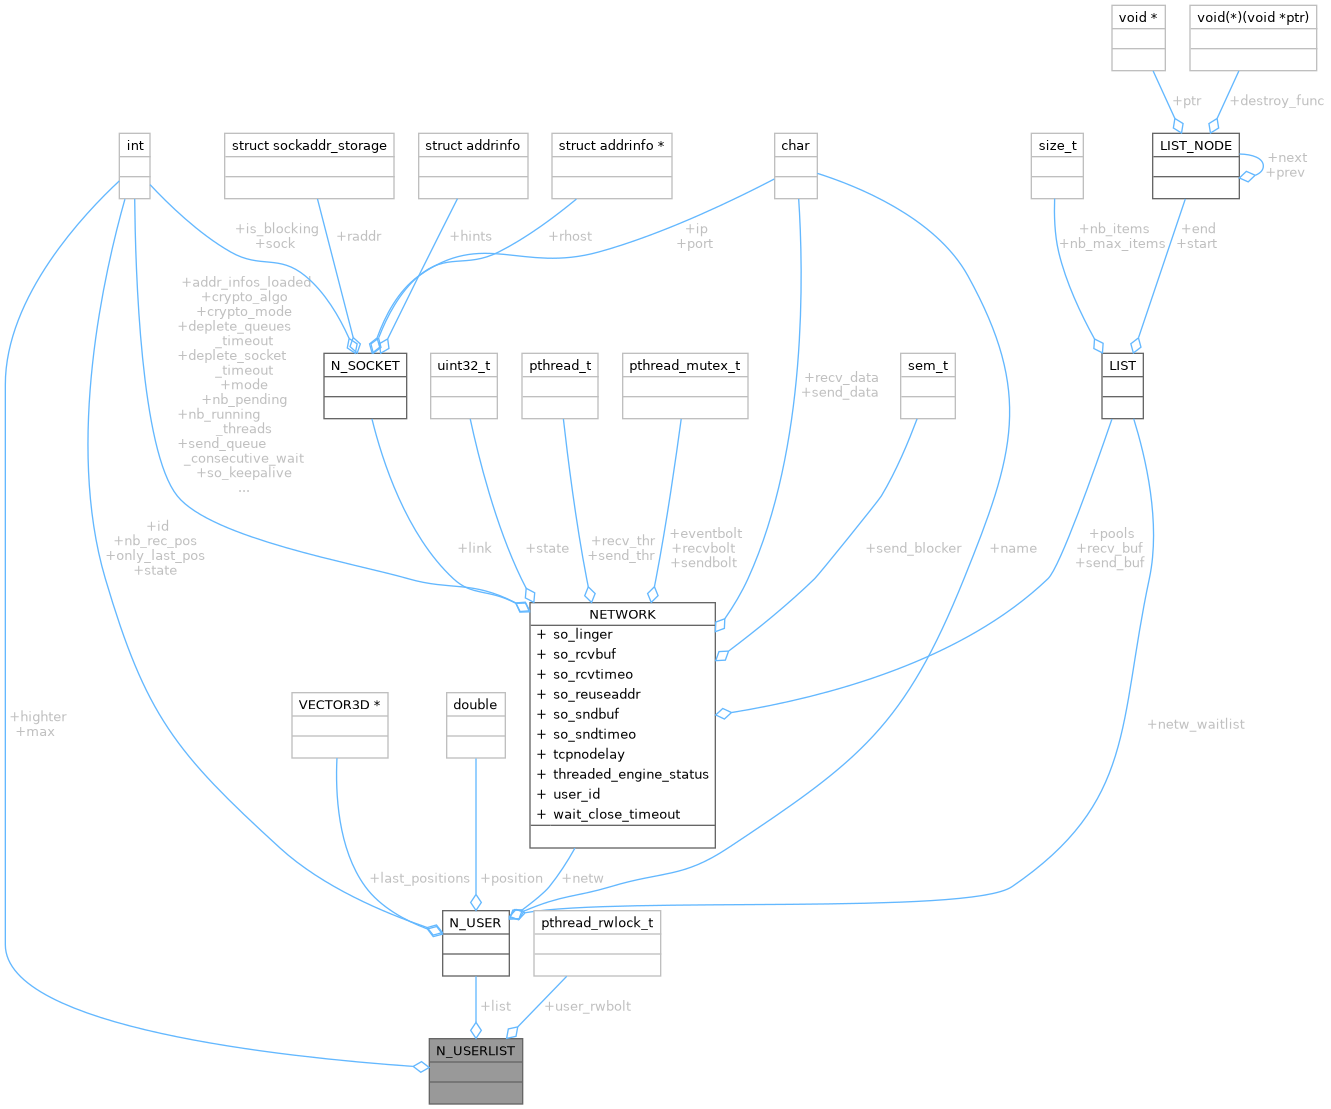 void *
void(*)(void *ptr)
+ptr
+destroy_func
int
struct sockaddr_storage
struct addrinfo
struct addrinfo *
char
size_t
LIST_NODE
+next
+prev
+is_blocking
+sock
+raddr
+hints
+rhost
+ip
+port
+nb_items
+nb_max_items
+end
+start
+addr_infos_loaded
+crypto_algo
+crypto_mode
+deplete_queues
_timeout
+deplete_socket
_timeout
+mode
+nb_pending
+nb_running
_threads
+send_queue
_consecutive_wait
+so_keepalive
...
N_SOCKET
uint32_t
pthread_t
pthread_mutex_t
+recv_data
+send_data
sem_t
LIST
+id
+nb_rec_pos
+only_last_pos
+state
+link
+state
+recv_thr
+send_thr
+eventbolt
+recvbolt
+sendbolt
+send_blocker
+name
+pools
+recv_buf
+send_buf
NETWORK
+ so_linger
+ so_rcvbuf
+ so_rcvtimeo
+ so_reuseaddr
+ so_sndbuf
+ so_sndtimeo
+ tcpnodelay
+ threaded_engine_status
+ user_id
+ wait_close_timeout
VECTOR3D *
double
+highter
+max
+netw_waitlist
+last_positions
+position
+netw
N_USER
pthread_rwlock_t
+list
+user_rwbolt
N_USERLIST